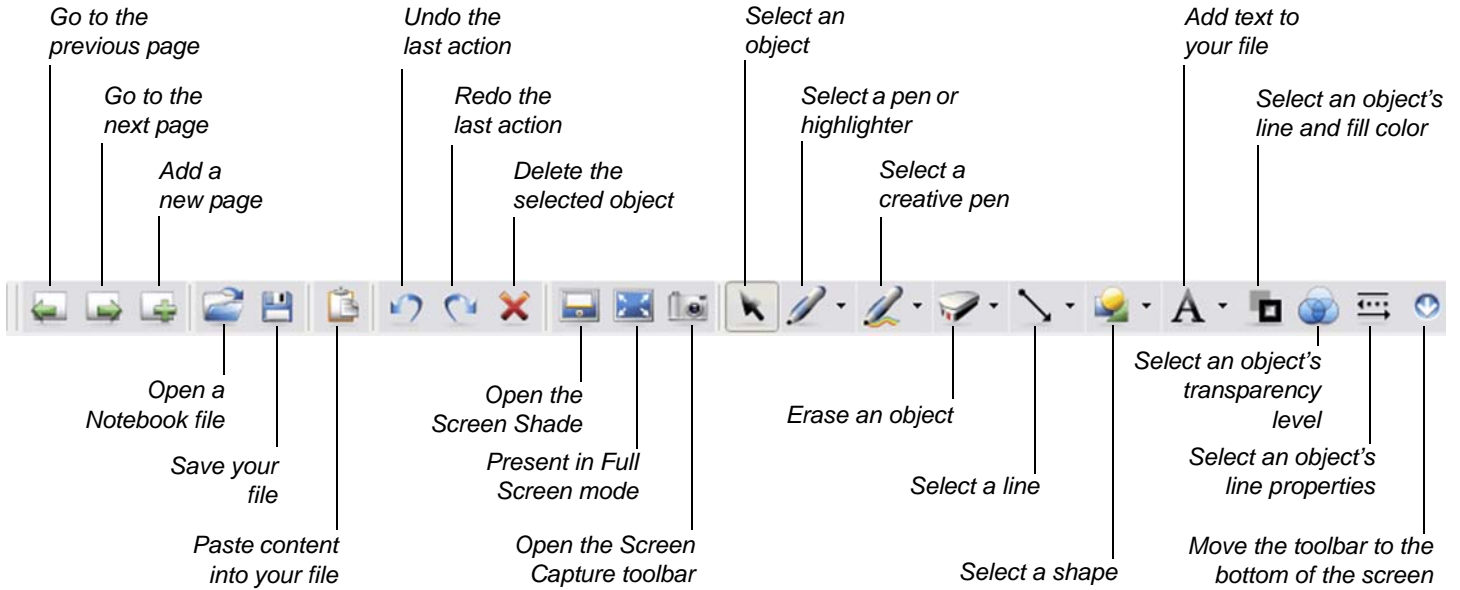 Go to the
previous page
Undo the
last action
Select an
object
Add text to
your file
Go to the
next page
Redo the
last action
Select a pen or
highlighter
Select an object's
line and fill color
Add a
new page
Delete the
selected object
Select a
creative pen
A
Open a
Notebook file
Open the
Screen Shade
Erase an object
Select an object's
transparency
level
Save your
file
Present in Full
Screen mode
Select a line
Select an object's
line properties
Paste content
into your file
Open the Screen
Capture toolbar
Select a shape
Move the toolbar to the
bottom of the screen